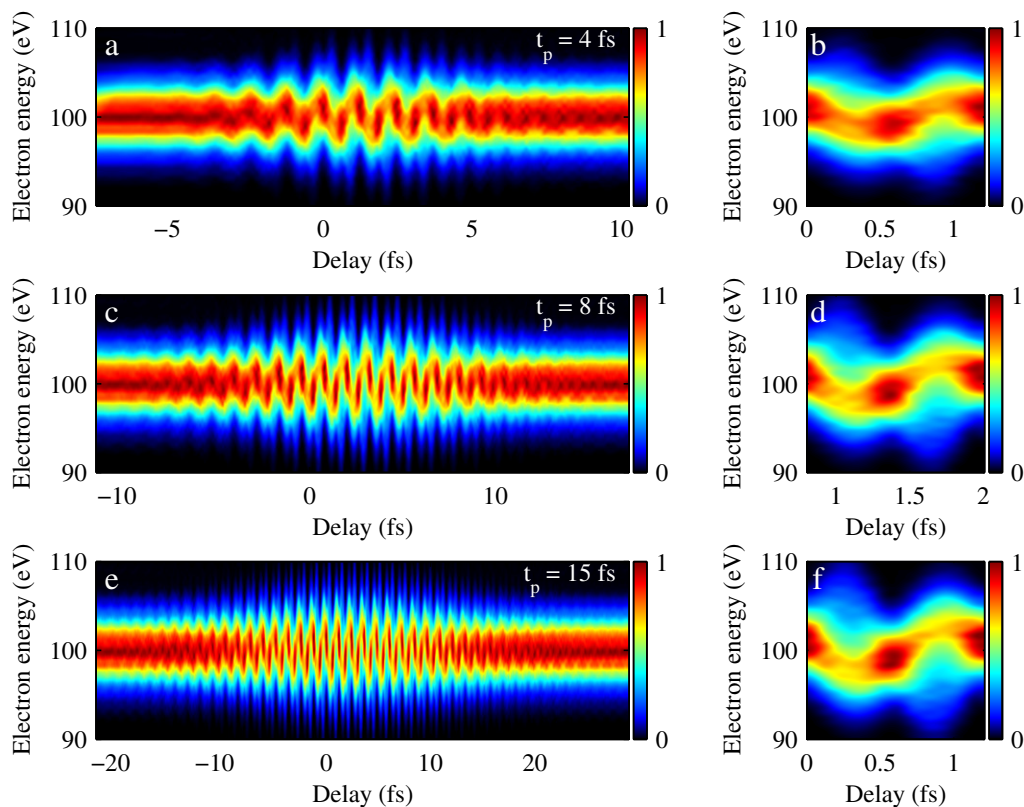 a
t_p = 4 fs
Electron energy (eV)
110
100
90
−5
0
5
10
Delay (fs)
1
0
b
Electron energy (eV)
110
100
90
0
0.5
1
Delay (fs)
1
0
c
t_p = 8 fs
Electron energy (eV)
110
100
90
−10
0
10
Delay (fs)
1
0
d
Electron energy (eV)
110
100
90
1
1.5
2
Delay (fs)
1
0
e
t_p = 15 fs
Electron energy (eV)
110
100
90
−20
−10
0
10
20
Delay (fs)
1
0
f
Electron energy (eV)
110
100
90
0
0.5
1
Delay (fs)
1
0